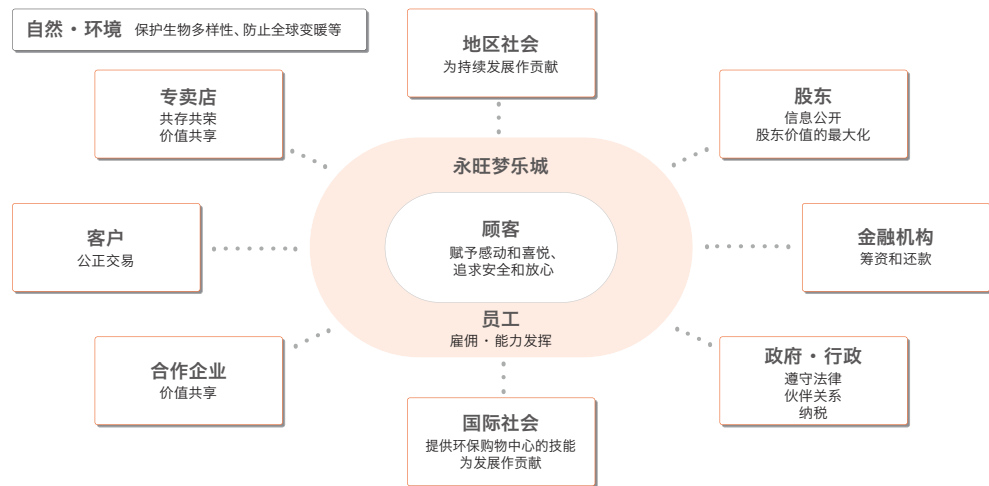 自然・环境 保护生物多样性、防止全球变暖等
地区社会
为持续发展作贡献
专卖店
共存共荣
价值共享
股东
信息公开
股东价值的最大化
永旺梦乐城
客户
公正交易
顾客
赋予感动和喜悦、
追求安全和放心
金融机构
筹资和还款
员工
雇佣・能力发挥
合作企业
价值共享
政府・行政
遵守法律
伙伴关系
纳税
国际社会
提供环保购物中心的技能
为发展作贡献